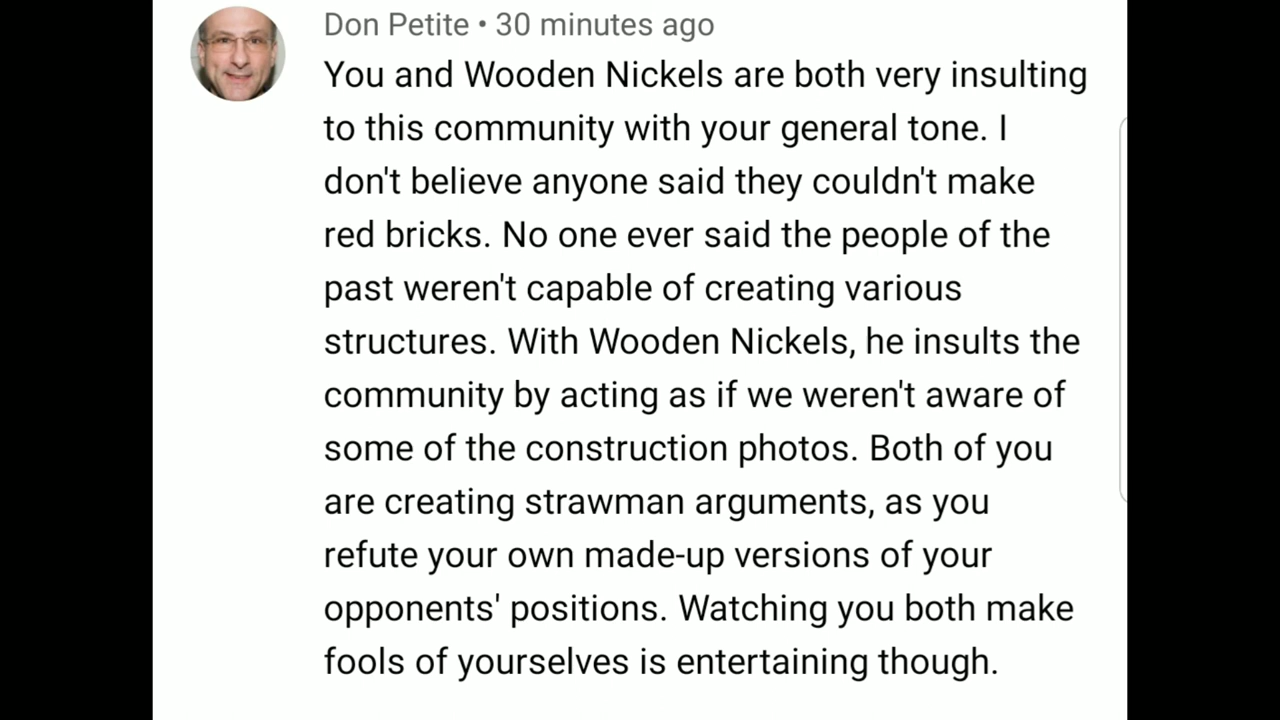 Don Petite • 30 minutes ago
You and Wooden Nickels are both very insulting
to this community with your general tone. I
don't believe anyone said they couldn't make
red bricks. No one ever said the people of the
past weren't capable of creating various
structures. With Wooden Nickels, he insults the
community by acting as if we weren't aware of
some of the construction photos. Both of you
are creating strawman arguments, as you
refute your own made-up versions of your
opponents' positions. Watching you both make
fools of yourselves is entertaining though.